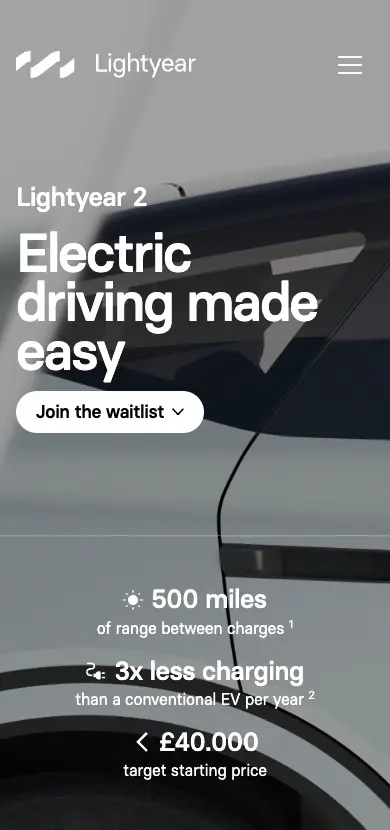 Lightyear
Lightyear 2
Electric
driving made
easy
Join the waitlist
500 miles
of range between charges ¹
3x less charging
than a conventional EV per year ²
< £40.000
target starting price